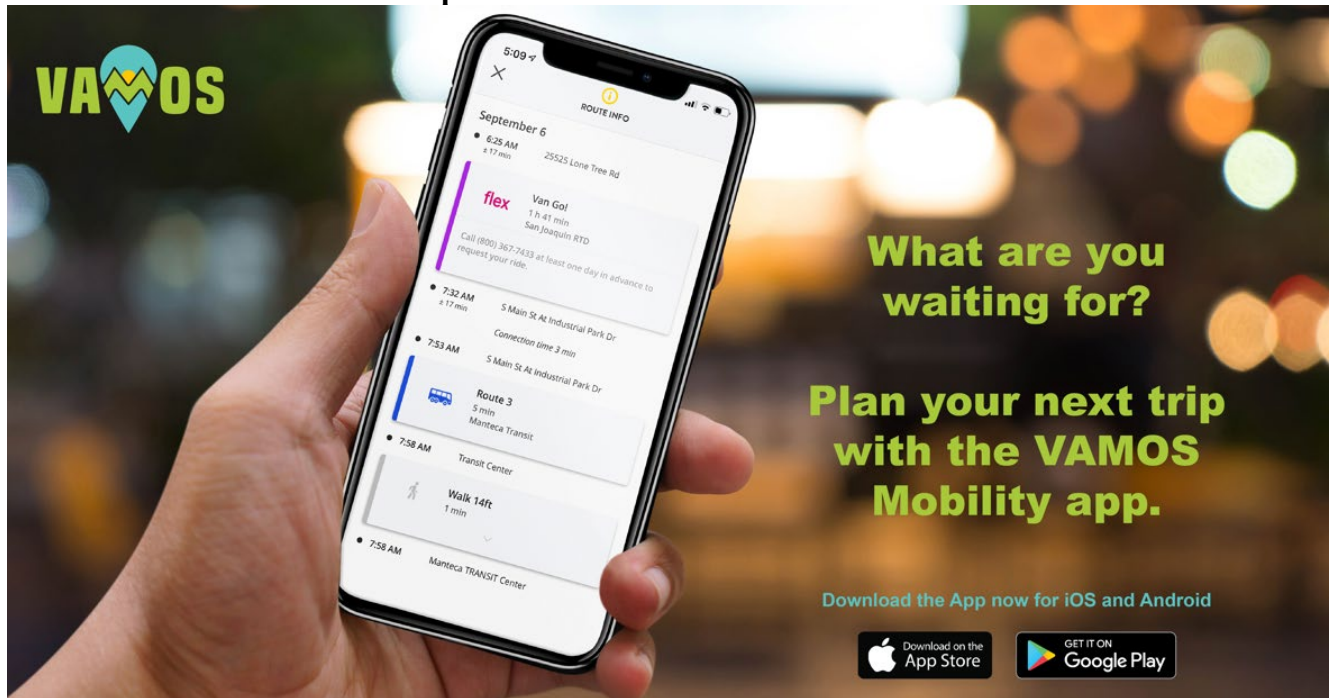 VAMOS
5:09
ROUTE INFO
September 6
6:25 AM
± 17 min
25525 Lone Tree Rd
flex
Van Go!
1 h 41 min
San Joaquin RTD
Call (800) 367-7433 at least one day in advance to
request your ride.
7:32 AM
± 17 min
S Main St At Industrial Park Dr
Connection time 3 min
7:53 AM
S Main St At Industrial Park Dr
Route 3
5 min
Manteca Transit
7:58 AM
Transit Center
Walk 14ft
1 min
7:58 AM
Manteca TRANSIT Center
What are you
waiting for?
Plan your next trip
with the VAMOS
Mobility app.
Download the App now for iOS and Android
Download on the
App Store
GET IT ON
Google Play